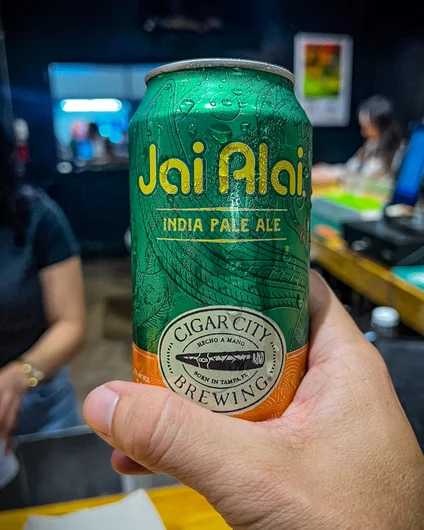 Jai Alai
INDIA PALE ALE
CIGAR CITY
HECHO A MANO
BORN IN TAMPA, FL
BREWING